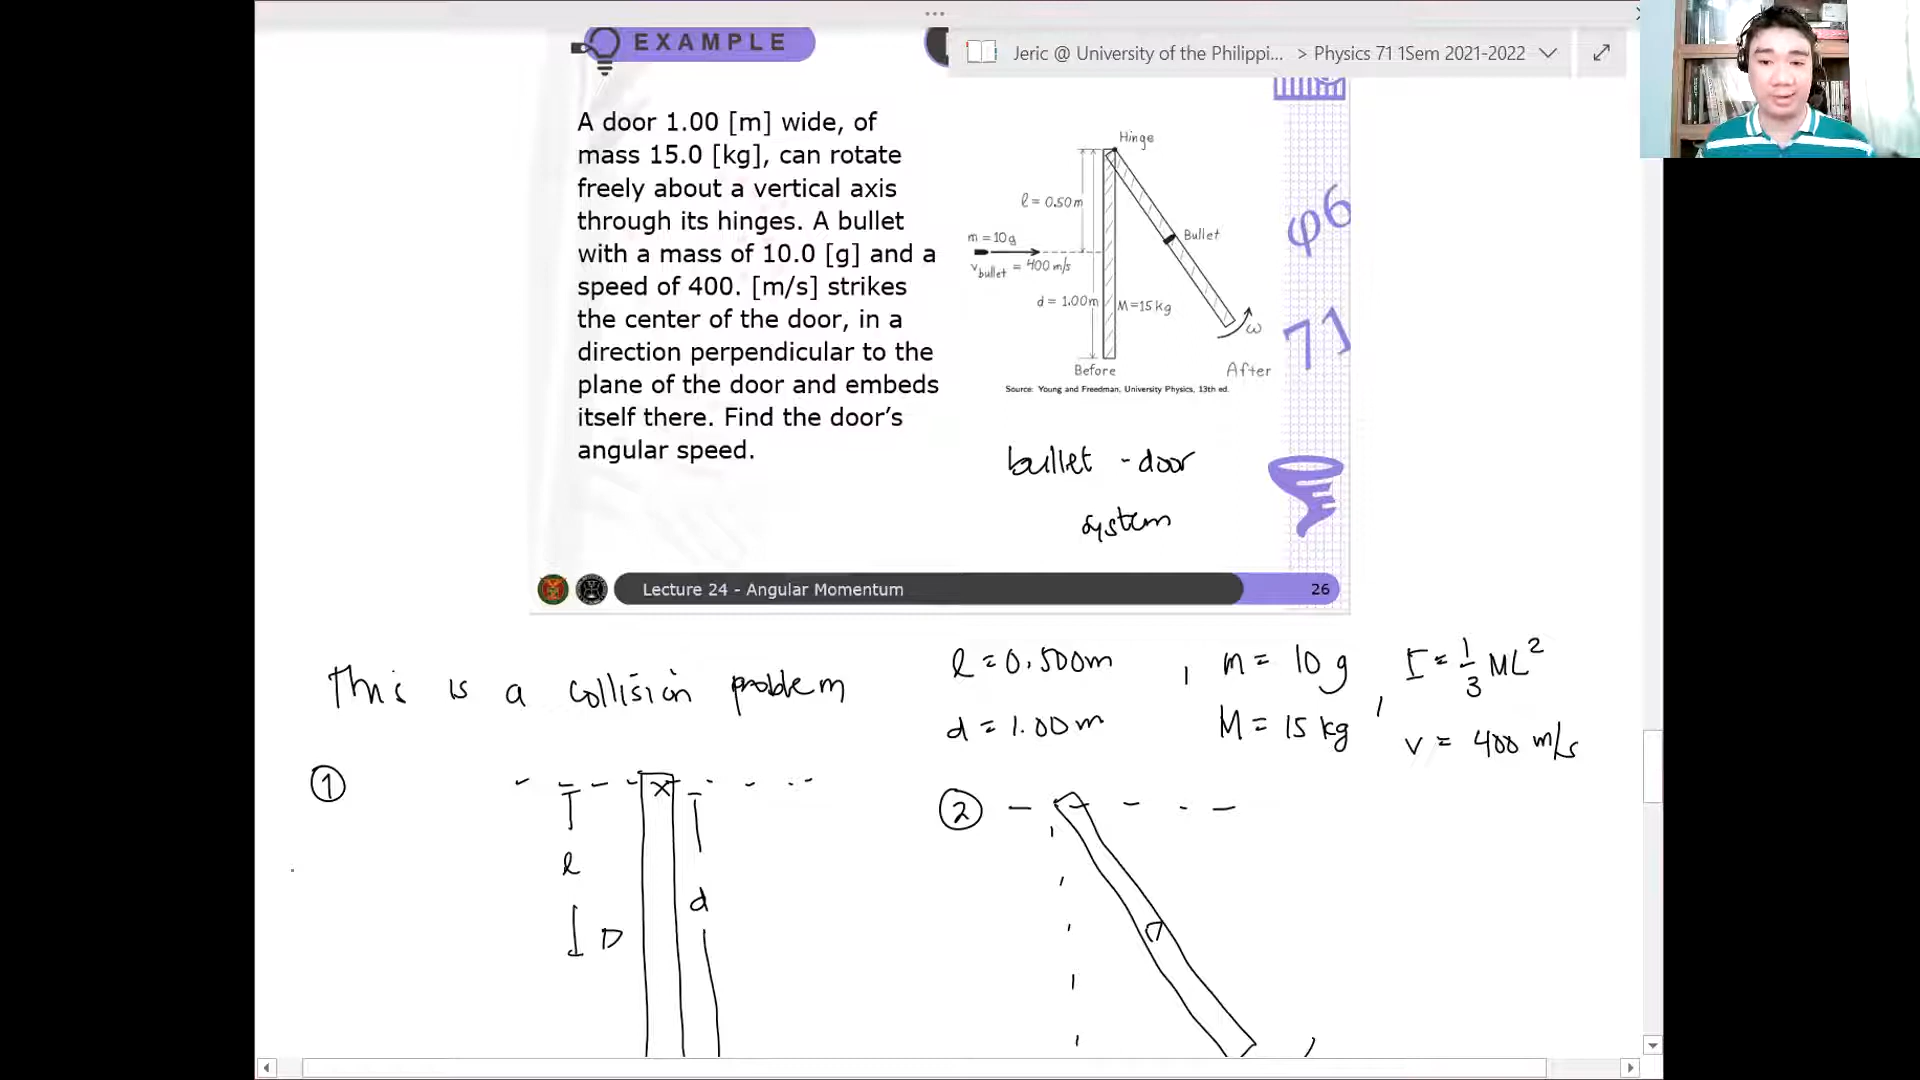 EXAMPLE
Jeric @ University of the Philippi... > Physics 71 1Sem 2021-2022
A door 1.00 [m] wide, of
mass 15.0 [kg], can rotate
freely about a vertical axis
through its hinges. A bullet
with a mass of 10.0 [g] and a
speed of 400. [m/s] strikes
the center of the door, in a
direction perpendicular to the
plane of the door and embeds
itself there. Find the door's
angular speed.
Hinge
ℓ = 0.50m
m = 10g
Bullet
v bullet = 400 m/s
d = 1.00m
M=15 kg
ω
Before
After
Source: Young and Freedman, University Physics, 13th ed.
φ6
71
bullet - door
system
Lecture 24 - Angular Momentum
26
This is a collision problem
ℓ = 0.500m , m = 10 g , I = 1/3 ML²
d = 1.00 m
M = 15 kg
v = 400 m/s
①
②
ℓ
d